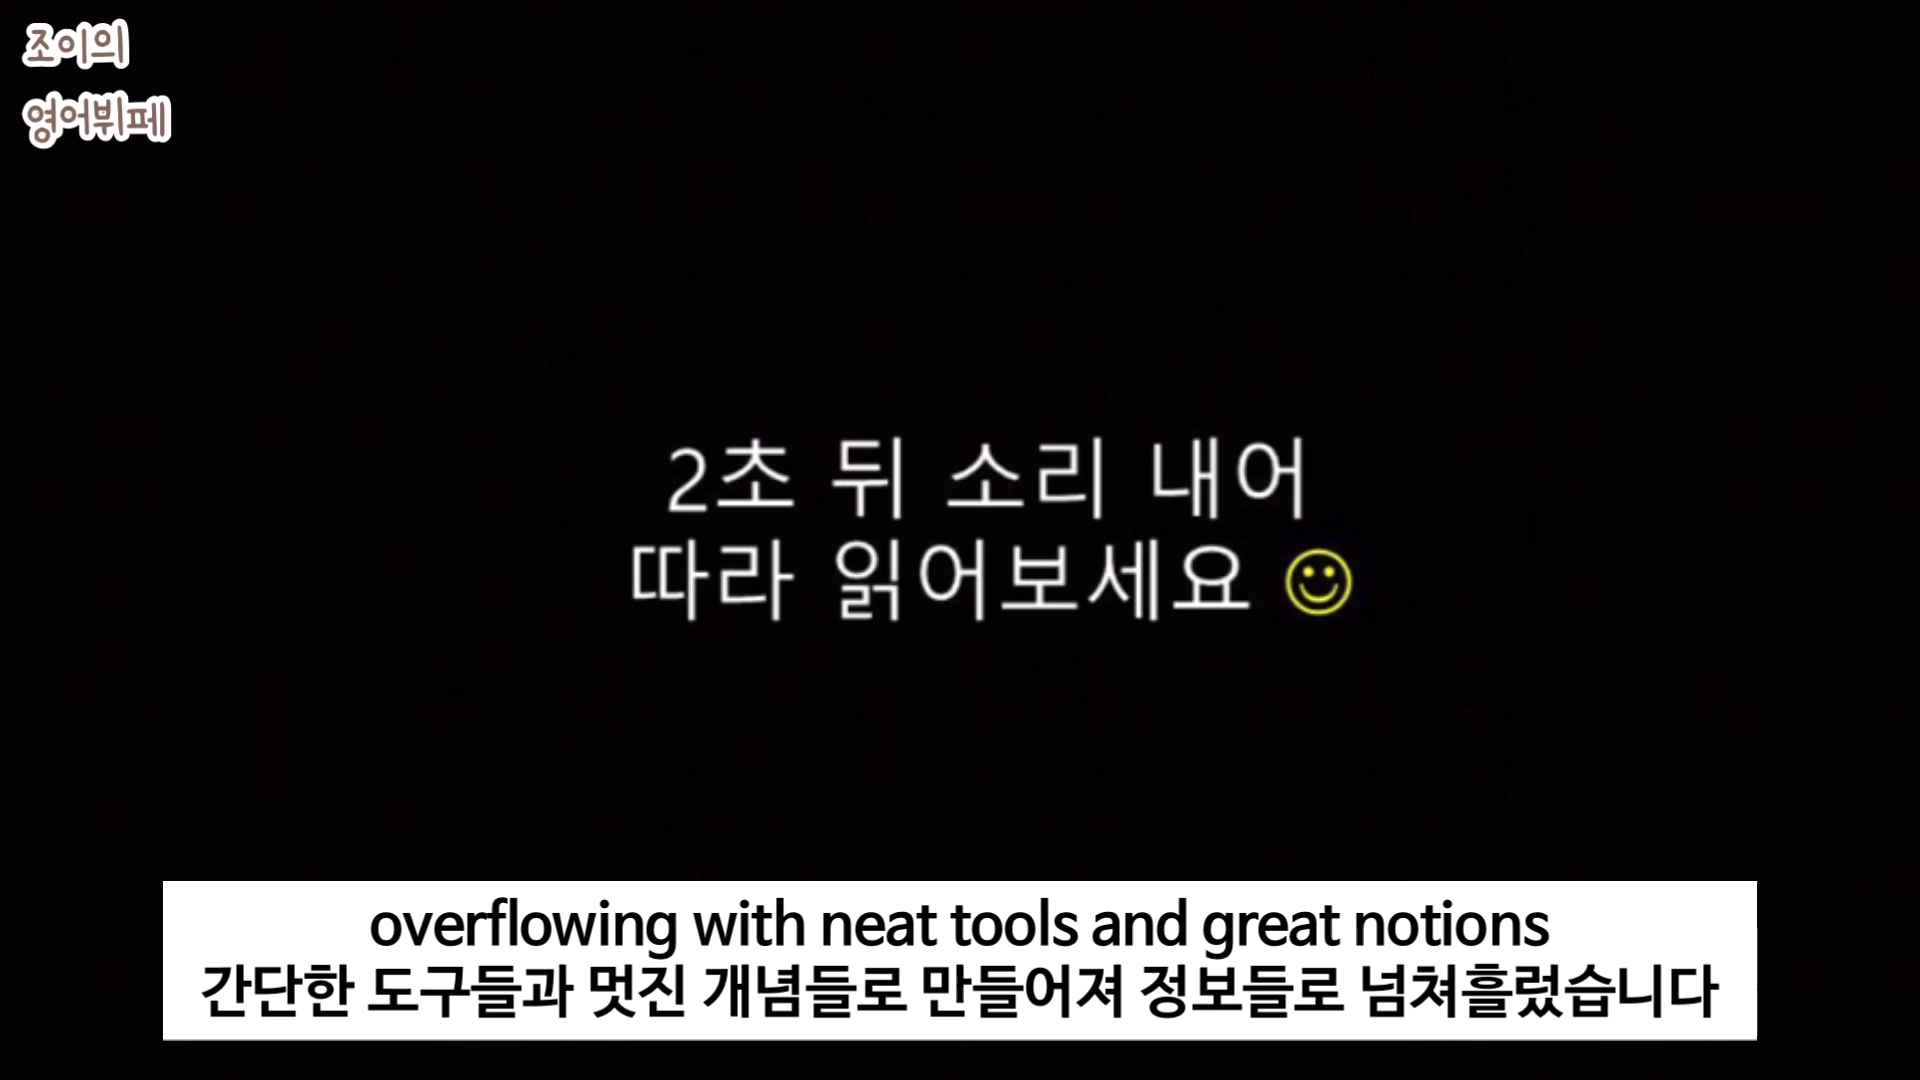 조이의
영어뷔페
2초 뒤 소리 내어
따라 읽어보세요 ☺
overflowing with neat tools and great notions
간단한 도구들과 멋진 개념들로 만들어져 정보들로 넘쳐흘렀습니다